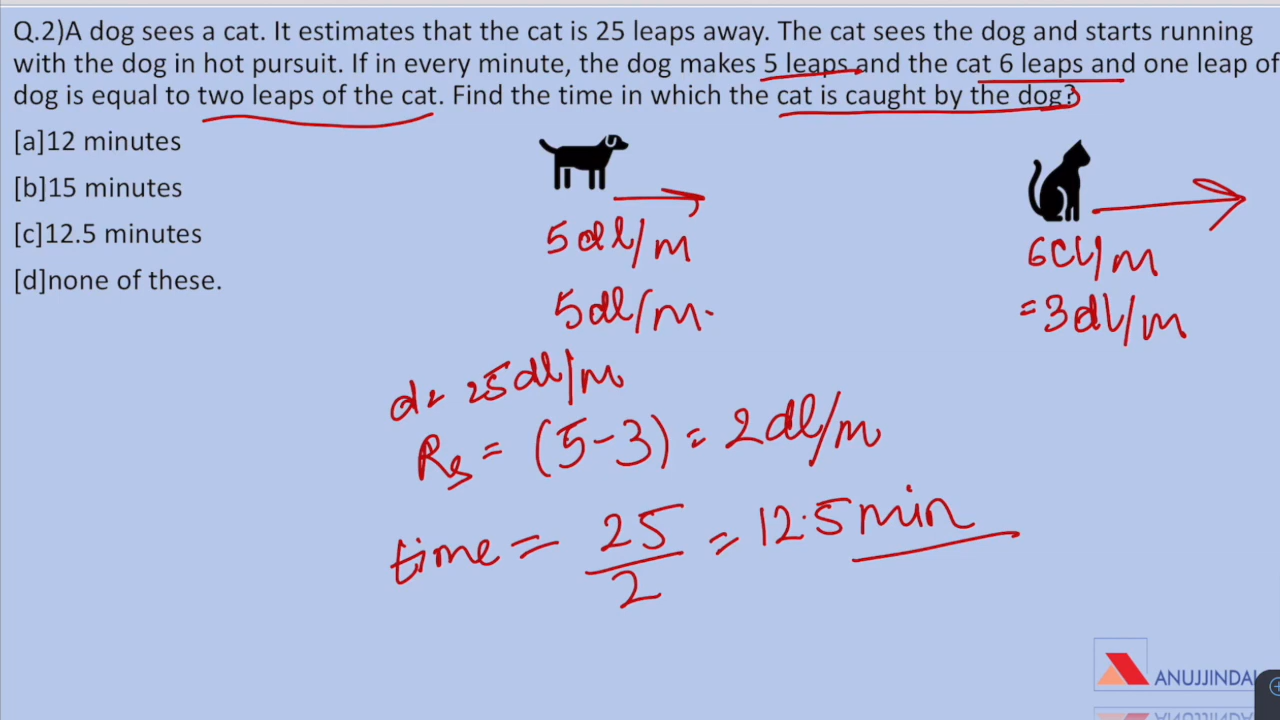 Q.2)A dog sees a cat. It estimates that the cat is 25 leaps away. The cat sees the dog and starts running
with the dog in hot pursuit. If in every minute, the dog makes 5 leaps and the cat 6 leaps and one leap of
dog is equal to two leaps of the cat. Find the time in which the cat is caught by the dog?
[a]12 minutes
[b]15 minutes
[c]12.5 minutes
[d]none of these.
5dl/m
6cl/m
5dl/m.
=3dl/m
d= 25dl/m
Rs = (5-3) = 2dl/m
time = 25/2 = 12.5min
ANUJJINDAL